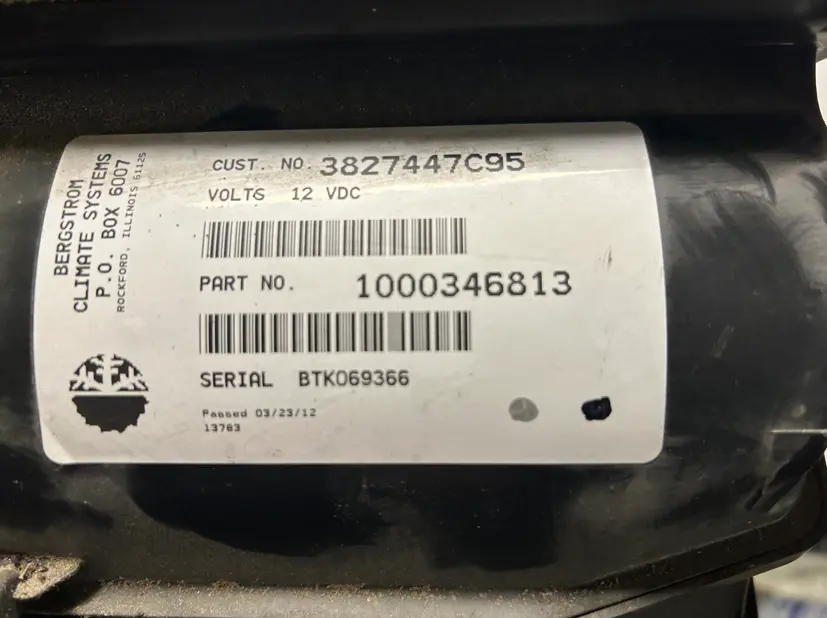 BERGSTROM
CLIMATE SYSTEMS
P.O. BOX 6007
ROCKFORD, ILLINOIS 61125
CUST. NO. 3827447C95
VOLTS 12 VDC
PART NO. 1000346813
SERIAL BTK069366
Passed 03/23/12
13783